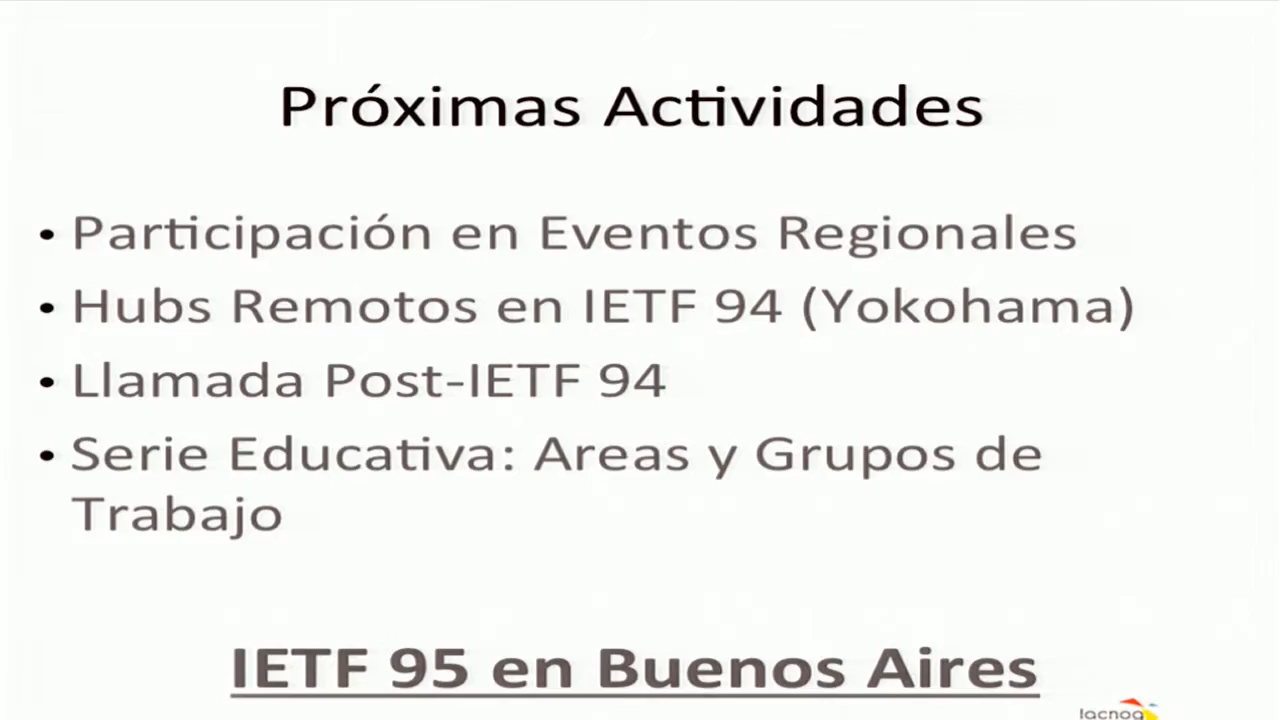 Próximas Actividades
• Participación en Eventos Regionales
• Hubs Remotos en IETF 94 (Yokohama)
• Llamada Post-IETF 94
• Serie Educativa: Areas y Grupos de
Trabajo
IETF 95 en Buenos Aires
lacnog